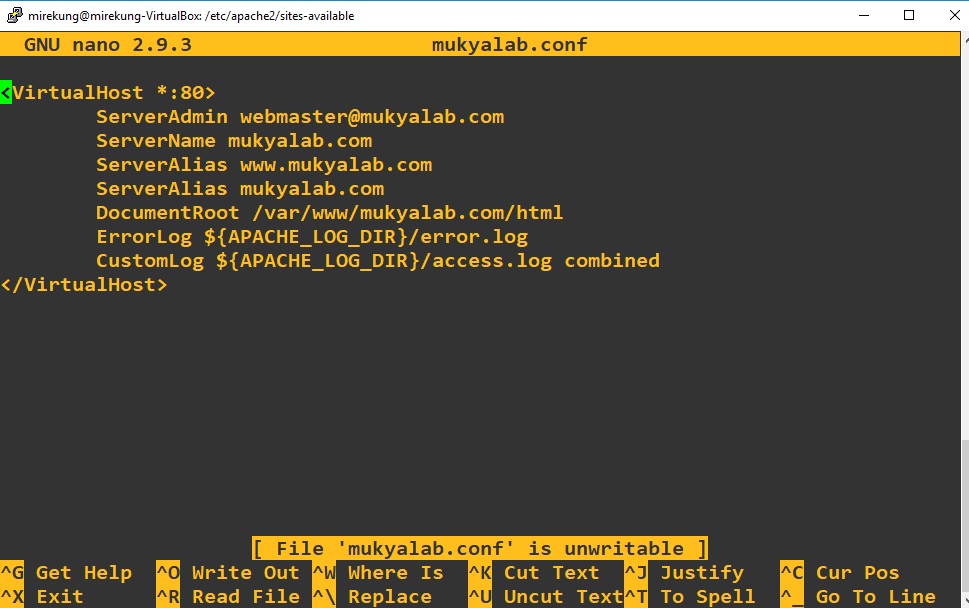 mirekung@mirekung-VirtualBox: /etc/apache2/sites-available
GNU nano 2.9.3 mukyalab.conf
<VirtualHost *:80>
ServerAdmin webmaster@mukyalab.com
ServerName mukyalab.com
ServerAlias www.mukyalab.com
ServerAlias mukyalab.com
DocumentRoot /var/www/mukyalab.com/html
ErrorLog ${APACHE_LOG_DIR}/error.log
CustomLog ${APACHE_LOG_DIR}/access.log combined
</VirtualHost>
[ File 'mukyalab.conf' is unwritable ]
^G Get Help ^O Write Out ^W Where Is ^K Cut Text ^J Justify ^C Cur Pos
^X Exit ^R Read File ^\ Replace ^U Uncut Text ^T To Spell ^_ Go To Line